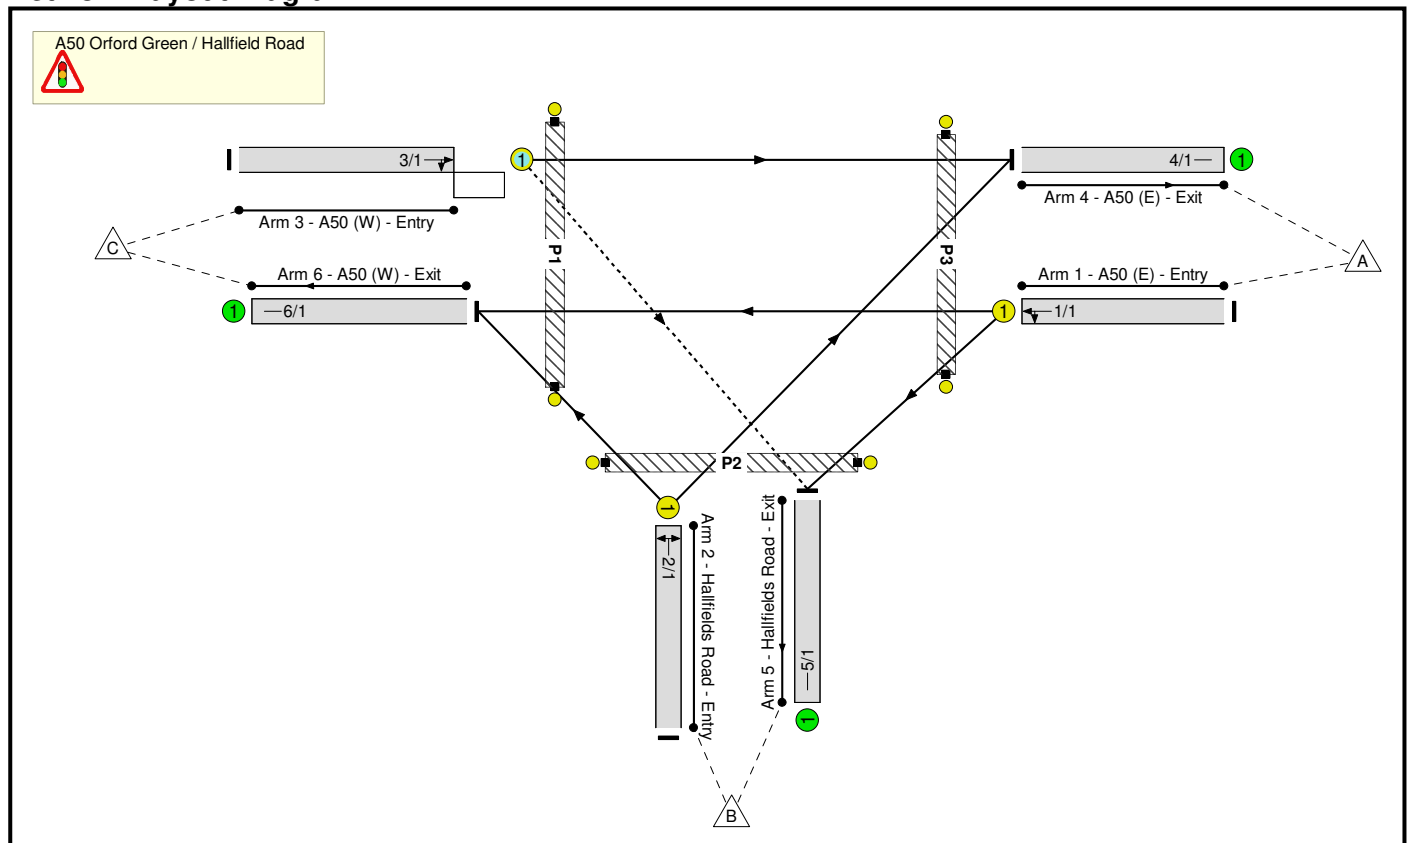 A50 Orford Green / Hallfield Road
1
3/1
4/1
1
Arm 3 - A50 (W) - Entry
Arm 4 - A50 (E) - Exit
C
P1
P3
A
Arm 6 - A50 (W) - Exit
Arm 1 - A50 (E) - Entry
1
6/1
1
1/1
P2
1
2/1
Arm 2 - Hallfields Road - Entry
Arm 5 - Hallfields Road - Exit
5/1
1
B